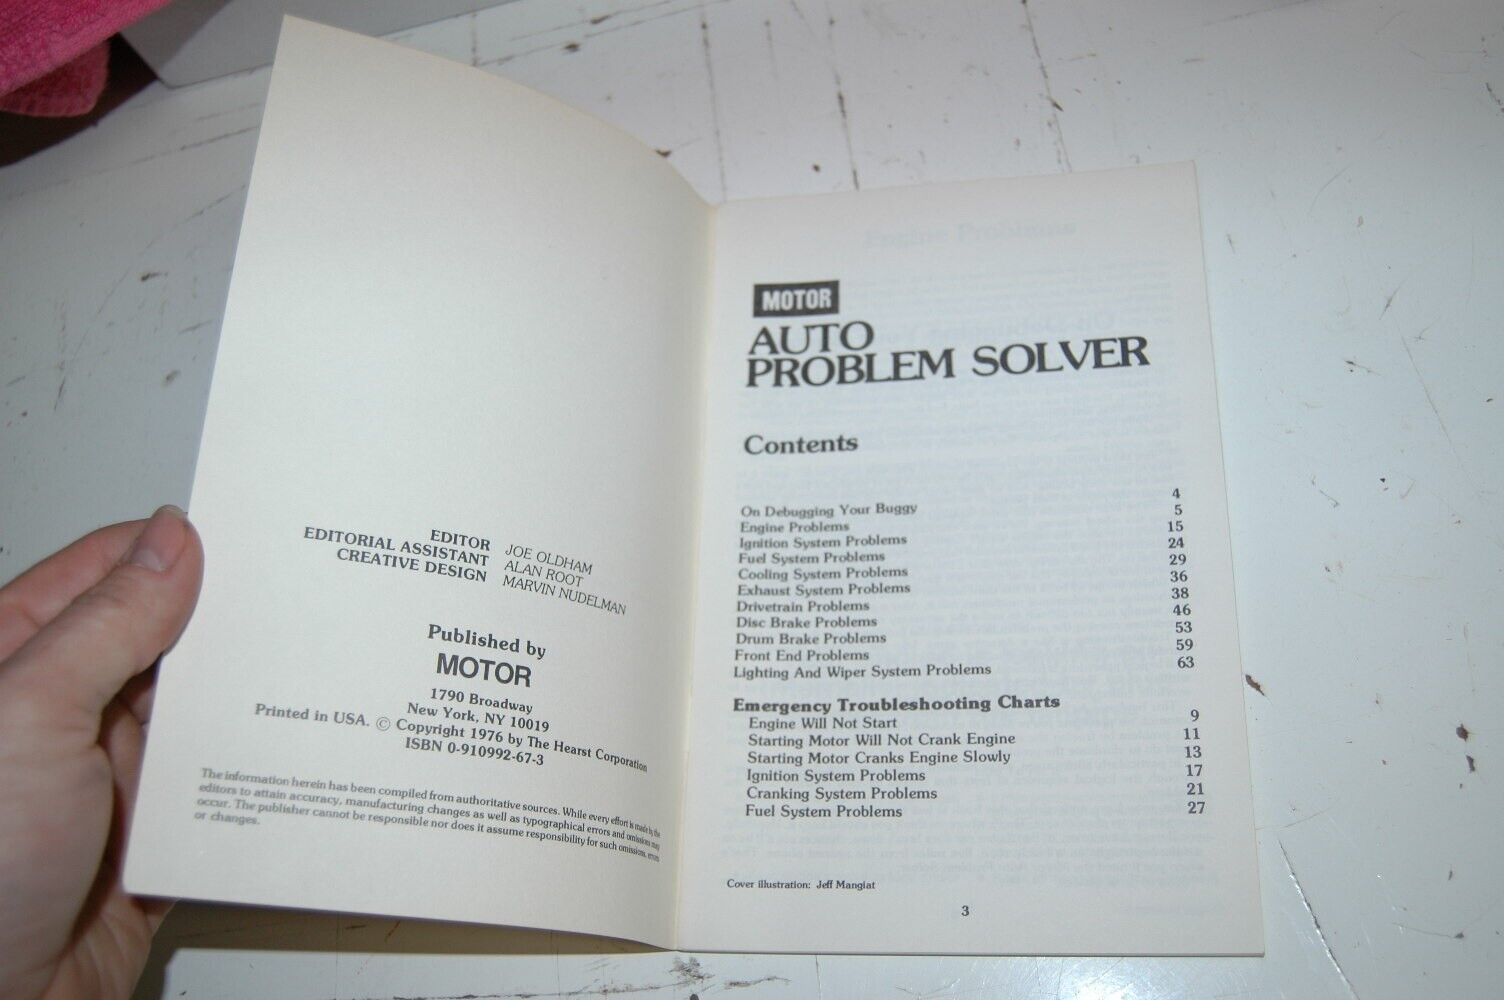 EDITOR JOE OLDHAM
EDITORIAL ASSISTANT ALAN ROOT
CREATIVE DESIGN MARVIN NUDELMAN
Published by
MOTOR
1790 Broadway
New York, NY 10019
Printed in USA. © Copyright 1976 by The Hearst Corporation
ISBN 0-910992-67-3
The information herein has been compiled from authoritative sources. While every effort is made by the
editors to attain accuracy, manufacturing changes as well as typographical errors and omissions may
occur. The publisher cannot be responsible nor does it assume responsibility for such omissions, errors
or changes.
Engine Problems
MOTOR
AUTO
PROBLEM SOLVER
Contents
On Debugging Your Buggy 4
Engine Problems 5
Ignition System Problems 15
Fuel System Problems 24
Cooling System Problems 29
Exhaust System Problems 36
Drivetrain Problems 38
Disc Brake Problems 46
Drum Brake Problems 53
Front End Problems 59
Lighting And Wiper System Problems 63
Emergency Troubleshooting Charts
Engine Will Not Start 9
Starting Motor Will Not Crank Engine 11
Starting Motor Cranks Engine Slowly 13
Ignition System Problems 17
Cranking System Problems 21
Fuel System Problems 27
Cover illustration: Jeff Mangiat
3